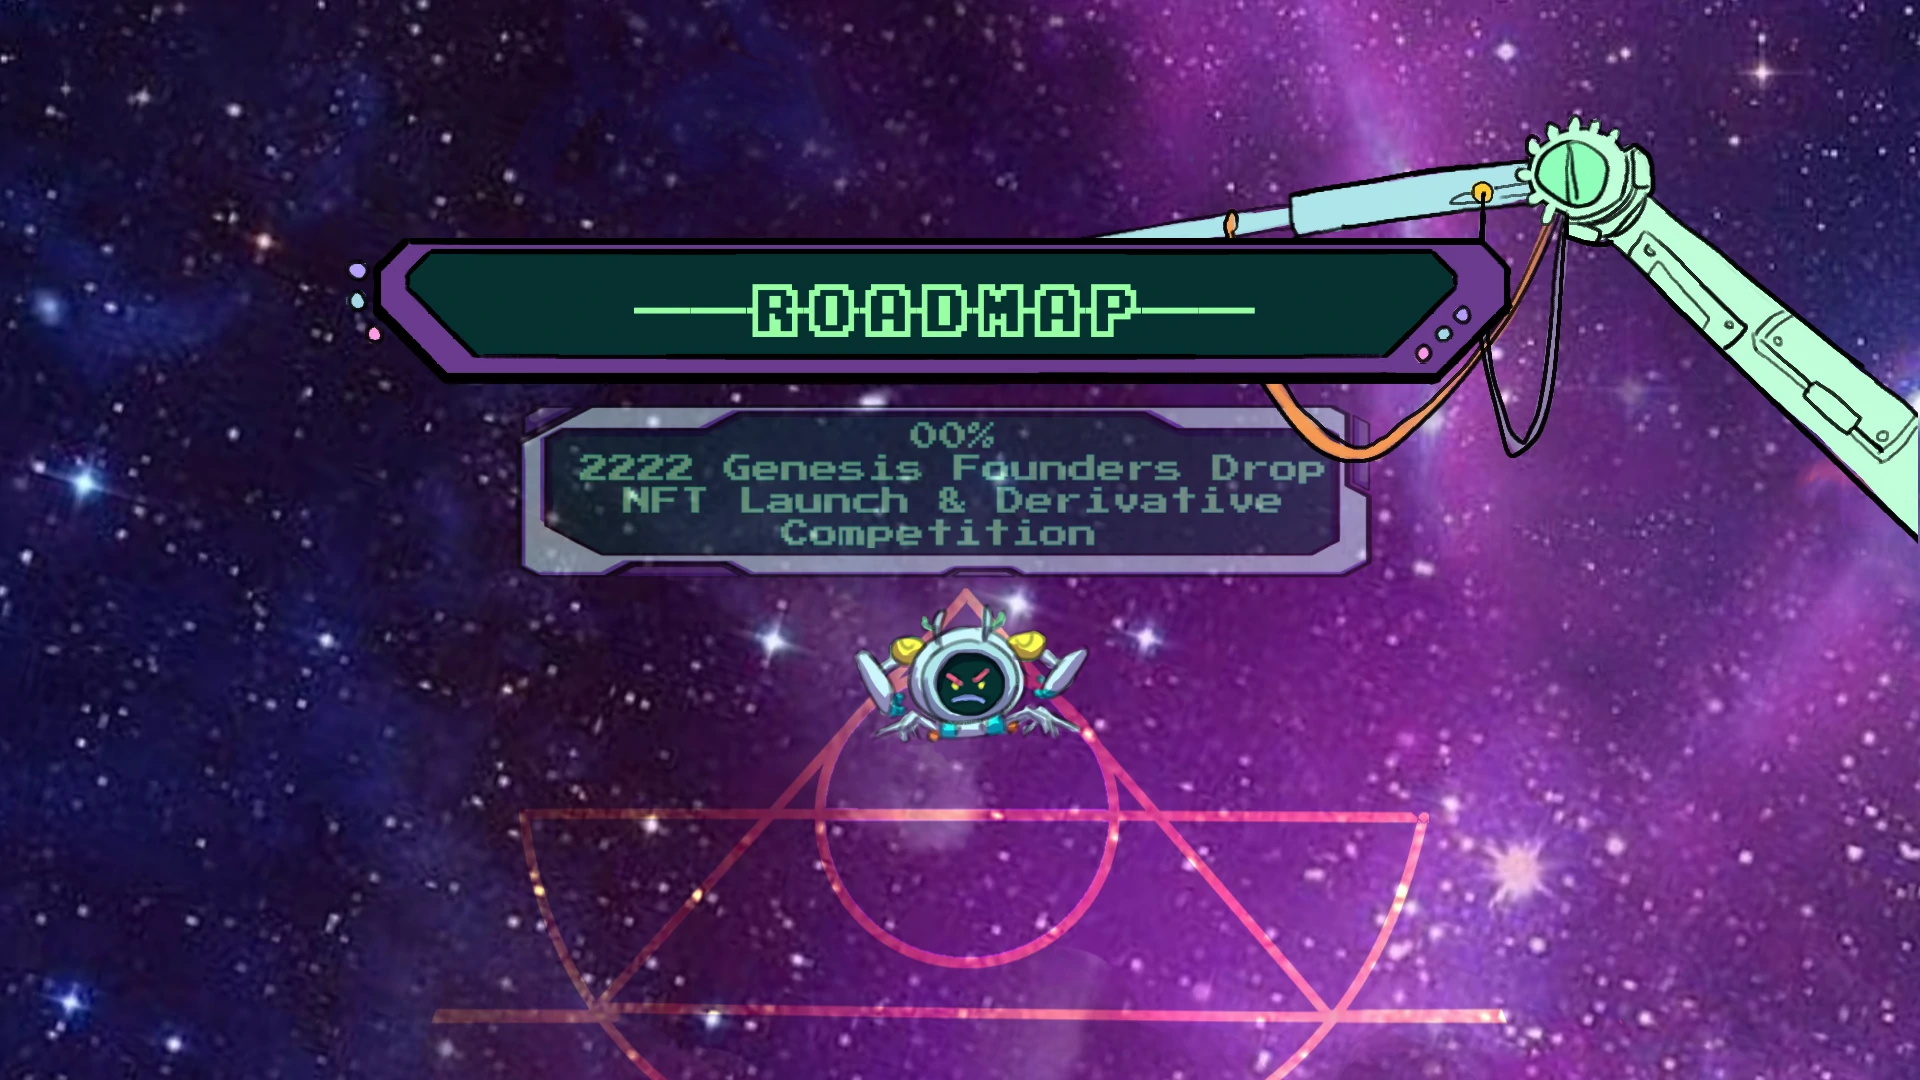 ROADMAP
00%
2222 Genesis Founders Drop
NFT Launch & Derivative
Competition